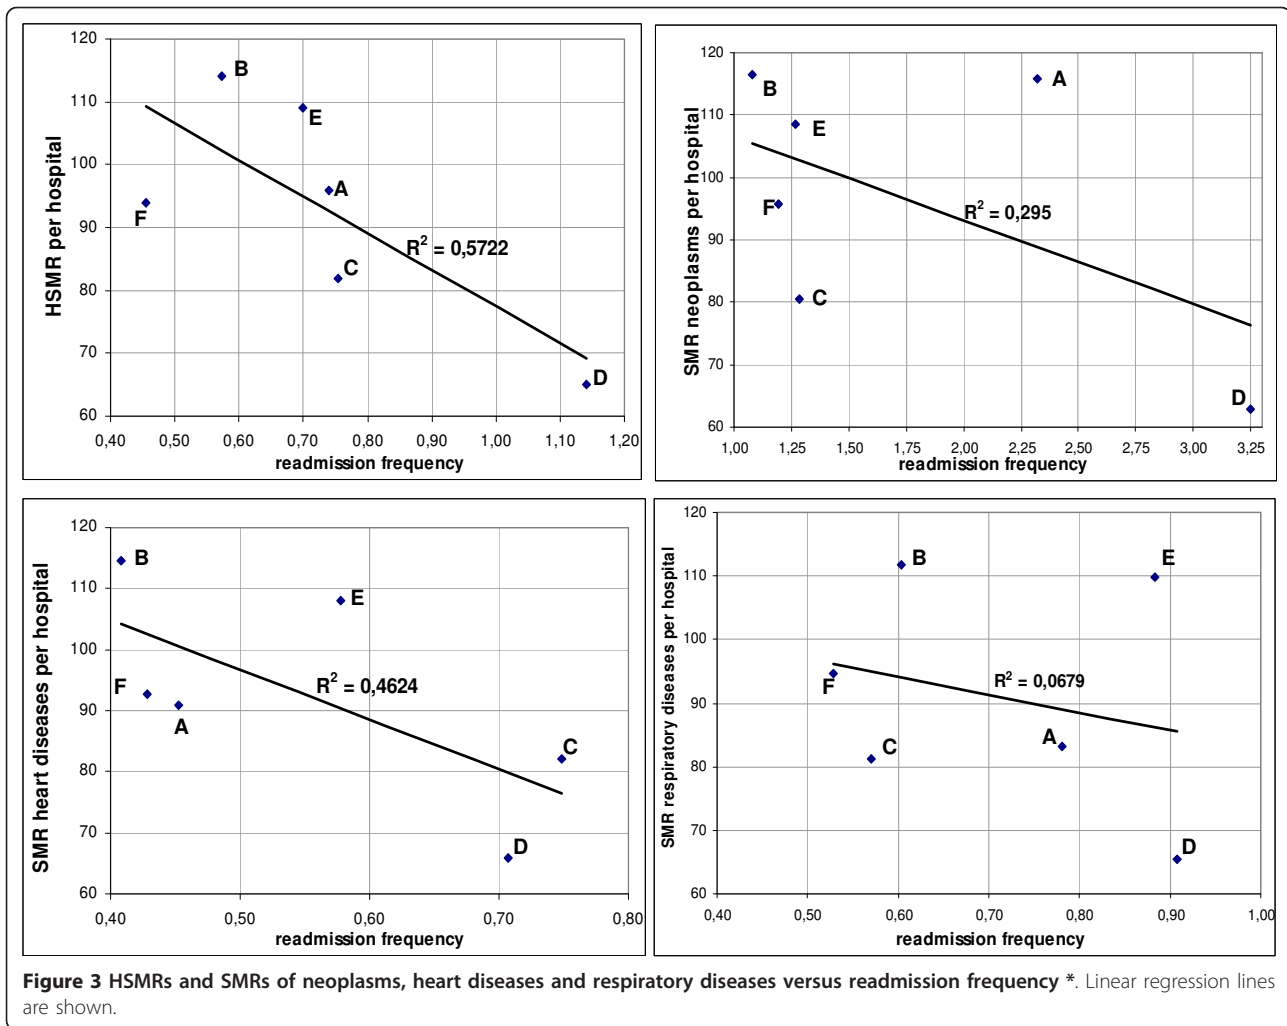 120
110
100
90
80
70
60
HSMR per hospital
B
E
A
F
C
D
R² = 0,5722
0,40 0,50 0,60 0,70 0,80 0,90 1,00 1,10 1,20
readmission frequency
120
110
100
90
80
70
60
SMR neoplasms per hospital
B
A
E
F
C
D
R² = 0,295
1,00 1,25 1,50 1,75 2,00 2,25 2,50 2,75 3,00 3,25
readmission frequency
120
110
100
90
80
70
60
SMR heart diseases per hospital
B
E
F
A
C
D
R² = 0,4624
0,40 0,50 0,60 0,70 0,80
readmission frequency
120
110
100
90
80
70
60
SMR respiratory diseases per hospital
B
E
F
A
C
D
R² = 0,0679
0,40 0,50 0,60 0,70 0,80 0,90 1,00
readmission frequency
Figure 3 HSMRs and SMRs of neoplasms, heart diseases and respiratory diseases versus readmission frequency *. Linear regression lines
are shown.